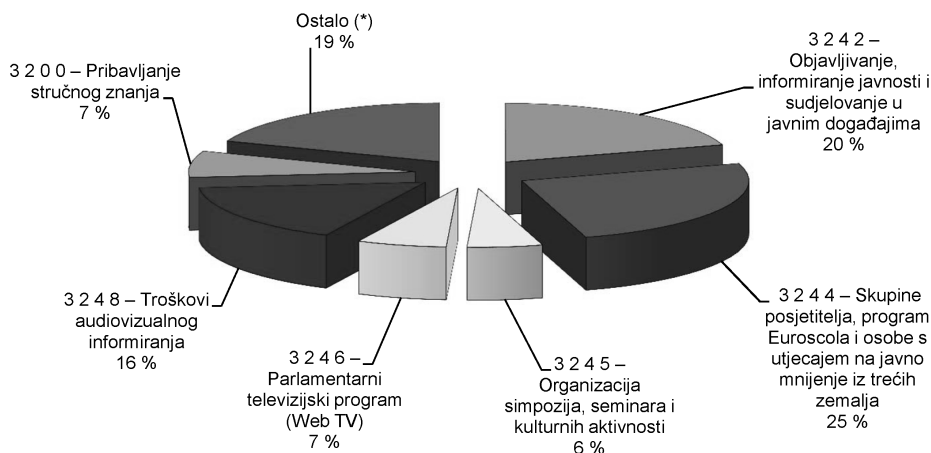 Ostalo (*)
19 %
3 2 4 2 –
Objavljivanje,
informiranje javnosti i
sudjelovanje u
javnim događajima
20 %
3 2 0 0 – Pribavljanje
stručnog znanja
7 %
3 2 4 4 – Skupine
posjetitelja, program
Euroscola i osobe s
utjecajem na javno
mnijenje iz trećih
zemalja
25 %
3 2 4 8 – Troškovi
audiovizualnog
informiranja
16 %
3 2 4 6 –
Parlamentarni
televizijski program
(Web TV)
7 %
3 2 4 5 –
Organizacija
simpozija, seminara i
kulturnih aktivnosti
6 %